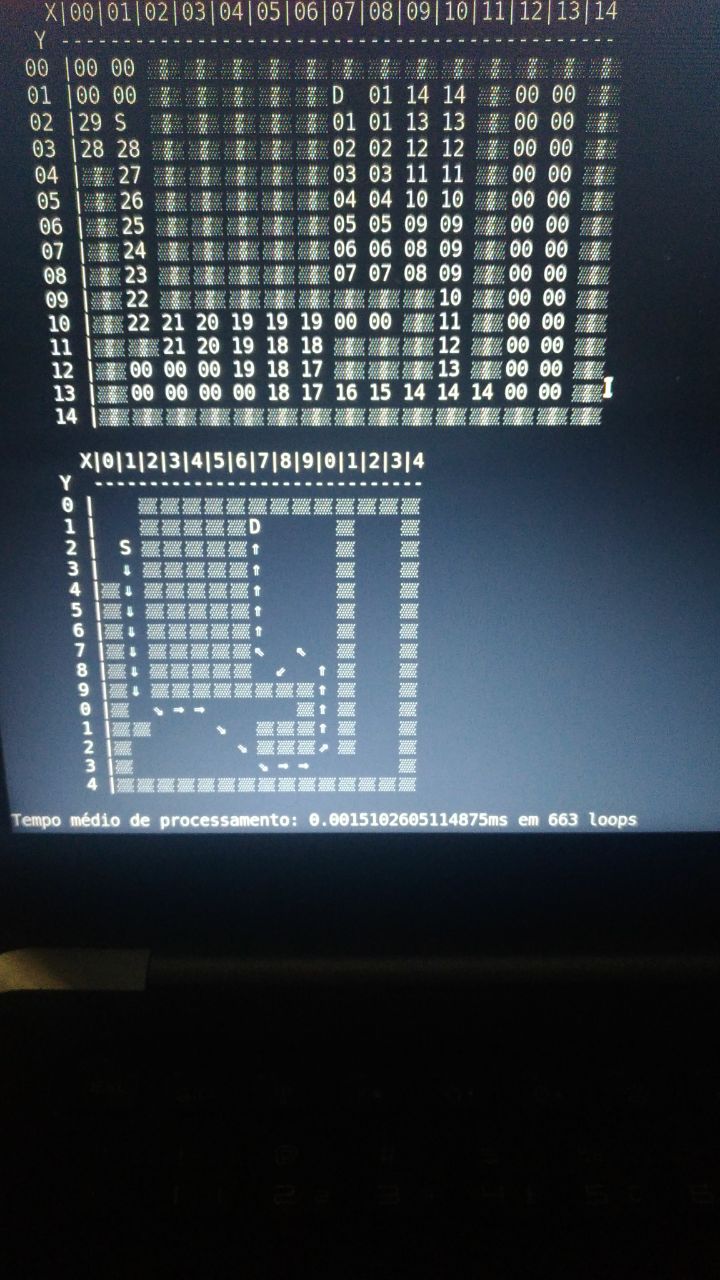 X|00|01|02|03|04|05|06|07|08|09|10|11|12|13|14
Y ---------------------------------------------
00 |00 00 ▒▒ ▒▒ ▒▒ ▒▒ ▒▒ ▒▒ ▒▒ ▒▒ ▒▒ ▒▒ ▒▒ ▒▒ ▒▒
01 |00 00 ▒▒ ▒▒ ▒▒ ▒▒ ▒▒ D 01 14 14 ▒▒ 00 00 ▒▒
02 |29 S ▒▒ ▒▒ ▒▒ ▒▒ ▒▒ 01 01 13 13 ▒▒ 00 00 ▒▒
03 |28 28 ▒▒ ▒▒ ▒▒ ▒▒ ▒▒ 02 02 12 12 ▒▒ 00 00 ▒▒
04 |▒▒ 27 ▒▒ ▒▒ ▒▒ ▒▒ ▒▒ 03 03 11 11 ▒▒ 00 00 ▒▒
05 |▒▒ 26 ▒▒ ▒▒ ▒▒ ▒▒ ▒▒ 04 04 10 10 ▒▒ 00 00 ▒▒
06 |▒▒ 25 ▒▒ ▒▒ ▒▒ ▒▒ ▒▒ 05 05 09 09 ▒▒ 00 00 ▒▒
07 |▒▒ 24 ▒▒ ▒▒ ▒▒ ▒▒ ▒▒ 06 06 08 09 ▒▒ 00 00 ▒▒
08 |▒▒ 23 ▒▒ ▒▒ ▒▒ ▒▒ ▒▒ 07 07 08 09 ▒▒ 00 00 ▒▒
09 |▒▒ 22 ▒▒ ▒▒ ▒▒ ▒▒ ▒▒ ▒▒ ▒▒ ▒▒ 10 ▒▒ 00 00 ▒▒
10 |▒▒ 22 21 20 19 19 19 00 00 ▒▒ 11 ▒▒ 00 00 ▒▒
11 |▒▒ ▒▒ 21 20 19 18 18 ▒▒ ▒▒ ▒▒ 12 ▒▒ 00 00 ▒▒
12 |▒▒ 00 00 00 19 18 17 ▒▒ ▒▒ ▒▒ 13 ▒▒ 00 00 ▒▒
13 |▒▒ 00 00 00 00 18 17 16 15 14 14 14 00 00 ▒▒
14 |▒▒ ▒▒ ▒▒ ▒▒ ▒▒ ▒▒ ▒▒ ▒▒ ▒▒ ▒▒ ▒▒ ▒▒ ▒▒ ▒▒ ▒▒
X|0|1|2|3|4|5|6|7|8|9|0|1|2|3|4
Y ------------------------------
0 |
1 | D
2 | S ↑
3 | ↓ ↑
4 | ↓ ↑
5 | ↓ ↑
6 | ↓ ↑
7 | ↓ ↖ ↖
8 | ↓ ↙ ↑
9 | ↓ ↑
0 | ↘ → → ↑
1 | ↘ ↑
2 | ↘ ↗
3 | ↘ → →
4 |
Tempo médio de processamento: 0.0015102605114875ms em 663 loops